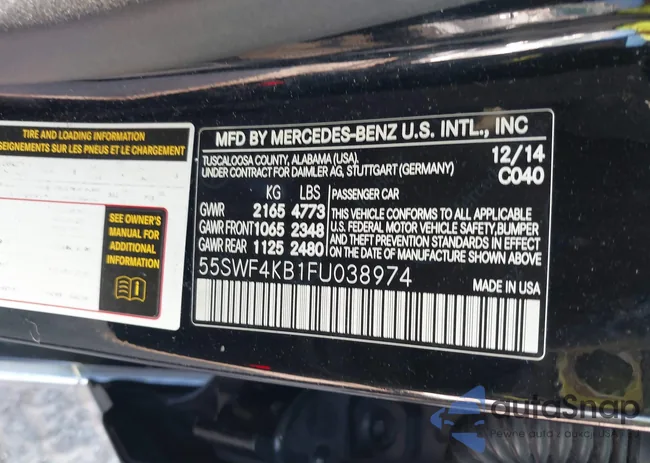 TIRE AND LOADING INFORMATION
ENSEIGNEMENTS SUR LES PNEUS ET LE CHARGEMENT
SEE OWNER'S
MANUAL FOR
ADDITIONAL
INFORMATION
MFD BY MERCEDES-BENZ U.S. INTL., INC
TUSCALOOSA COUNTY, ALABAMA (USA). 12/14
UNDER CONTRACT FOR DAIMLER AG, STUTTGART (GERMANY) C040
KG LBS PASSENGER CAR
GVWR 2165 4773
GAWR FRONT 1065 2348
GAWR REAR 1125 2480
THIS VEHICLE CONFORMS TO ALL APPLICABLE
U.S. FEDERAL MOTOR VEHICLE SAFETY,BUMPER
AND THEFT PREVENTION STANDARDS IN EFFECT
ON THE DATE OF MANUFACTURE SHOWN ABOVE.
55SWF4KB1FU038974
MADE IN USA
autoSnap
Pewne auta z aukcji